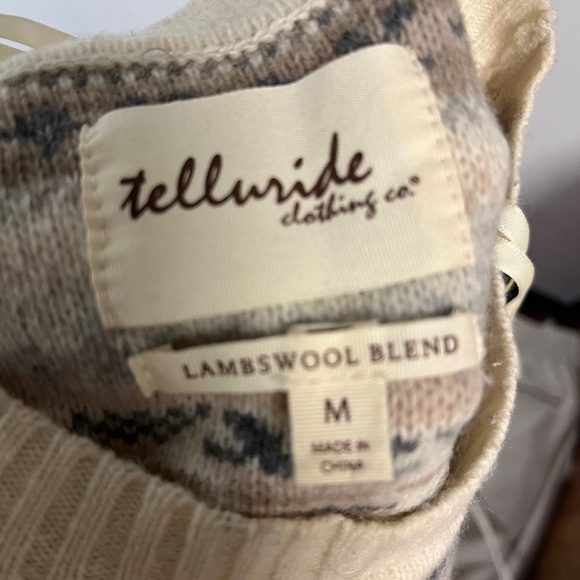 telluride
clothing co.®
LAMBSWOOL BLEND
M
MADE IN
CHINA